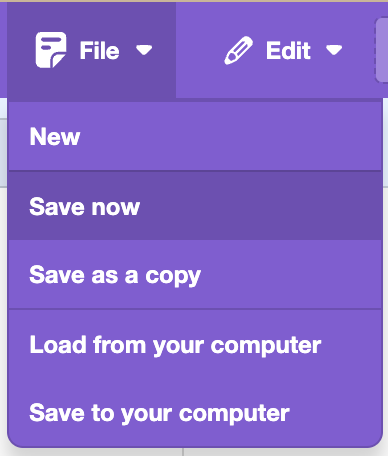 File
Edit
New
Save now
Save as a copy
Load from your computer
Save to your computer